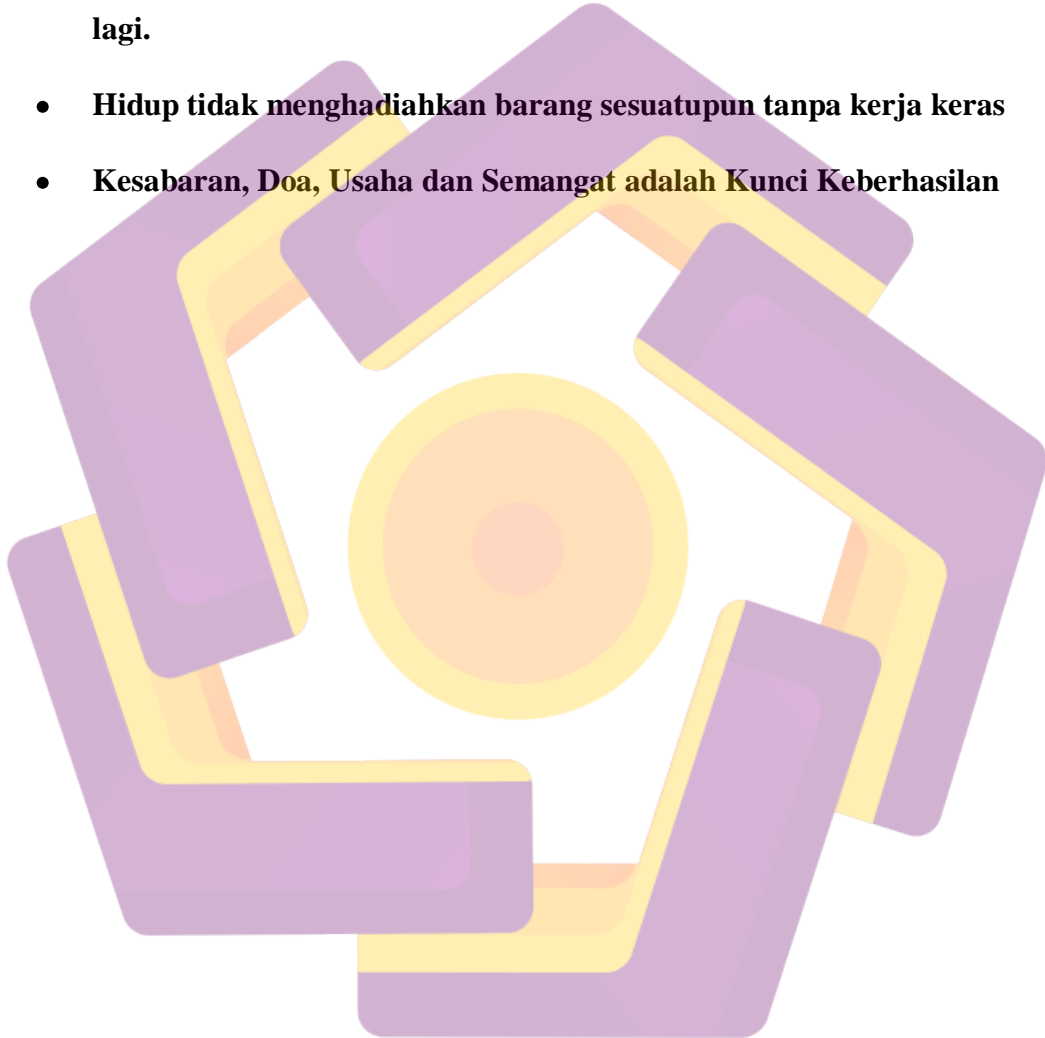 lagi.
• Hidup tidak menghadiahkan barang sesuatupun tanpa kerja keras
• Kesabaran, Doa, Usaha dan Semangat adalah Kunci Keberhasilan